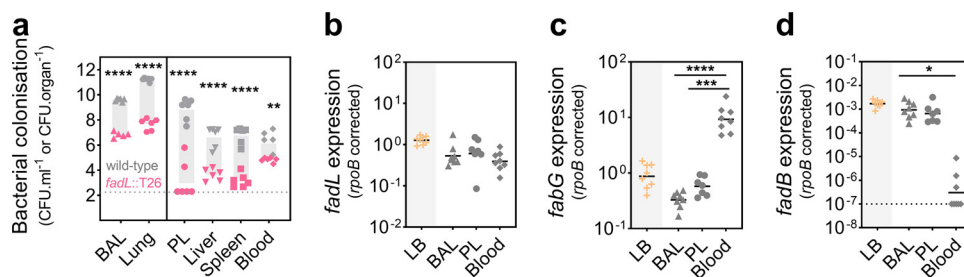 a
Bacterial colonisation
(CFU.ml-1 or CFU.organ-1)
12
10
8
6
4
2
****
****
****
****
****
**
wild-type
fadL::T26
BAL
Lung
PL
Liver
Spleen
Blood
b
fadL expression
(rpoB corrected)
10²
10¹
10⁰
10⁻¹
10⁻²
LB
BAL
PL
Blood
c
fabG expression
(rpoB corrected)
10²
10¹
10⁰
10⁻¹
****
***
LB
BAL
PL
Blood
d
fadB expression
(rpoB corrected)
10⁻¹
10⁻²
10⁻³
10⁻⁴
10⁻⁵
10⁻⁶
10⁻⁷
10⁻⁸
*
LB
BAL
PL
Blood